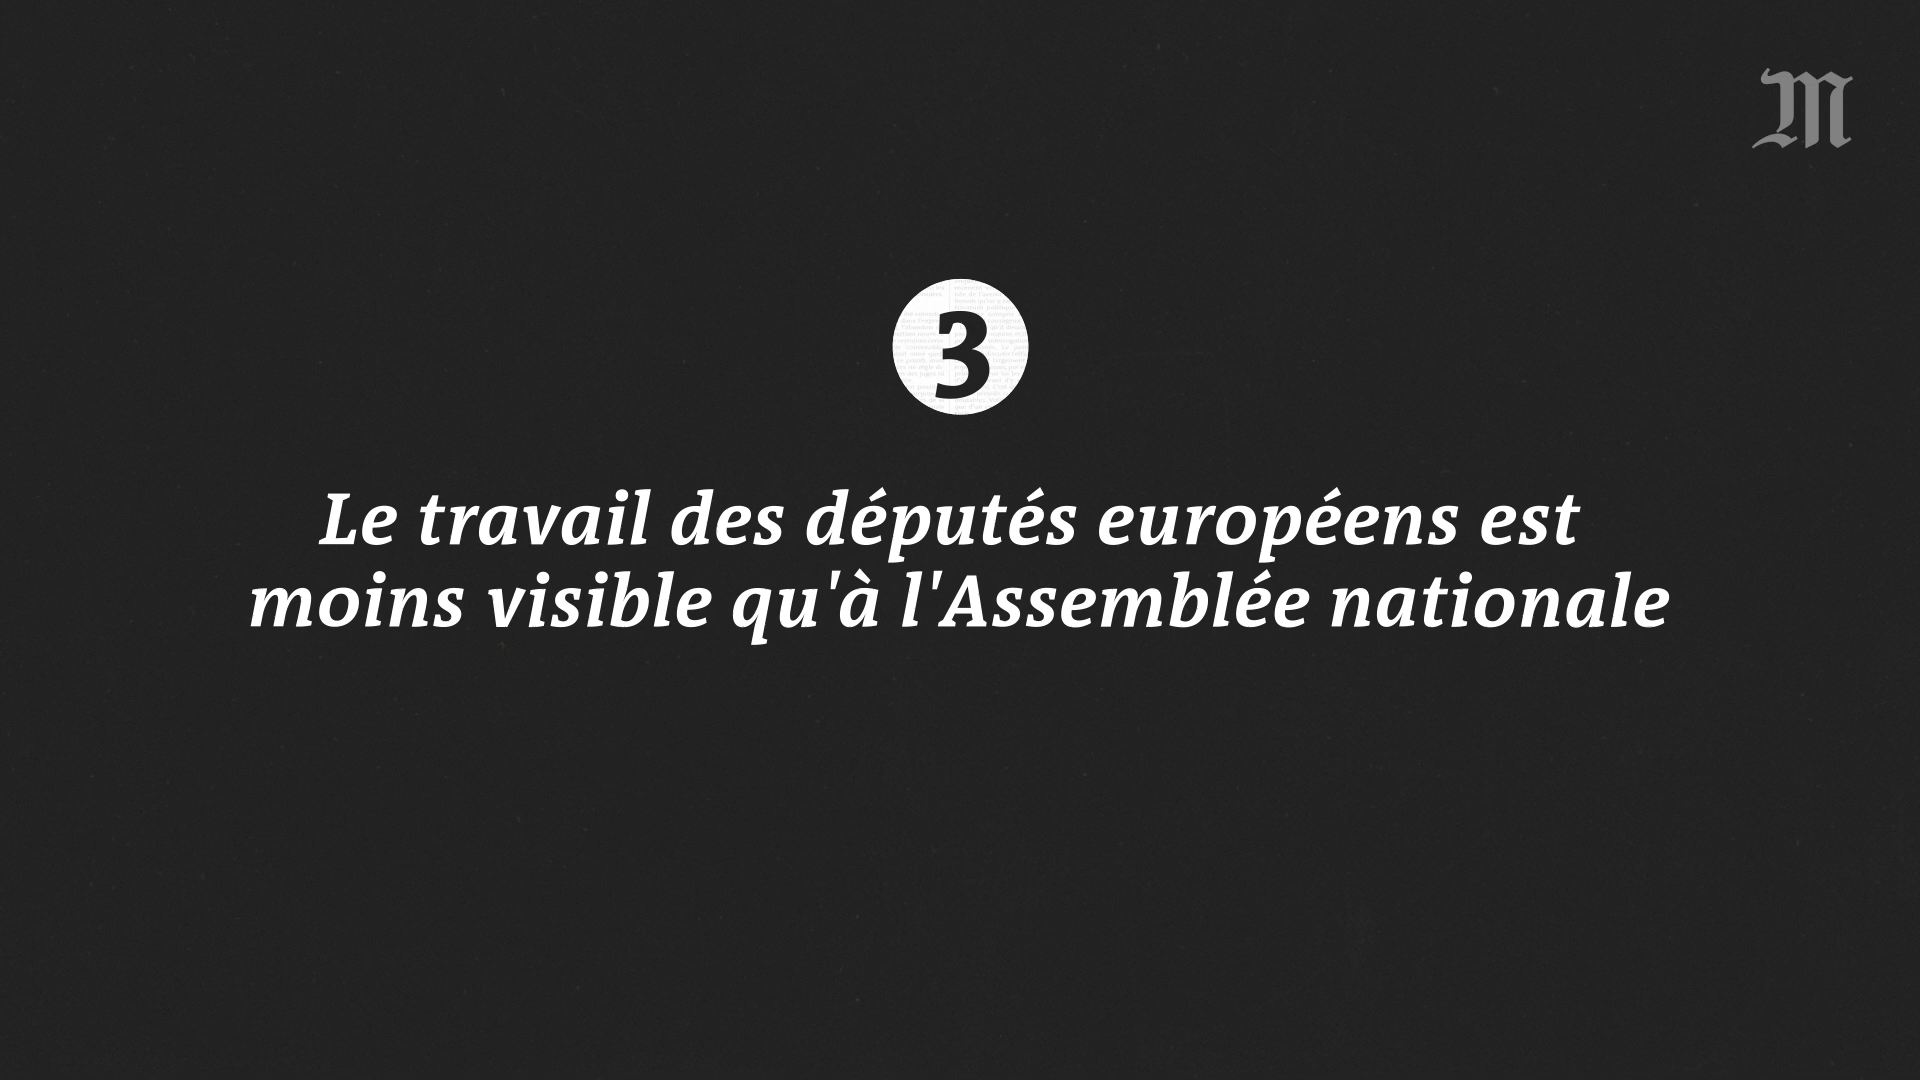 M
3
Le travail des députés européens est
moins visible qu'à l'Assemblée nationale